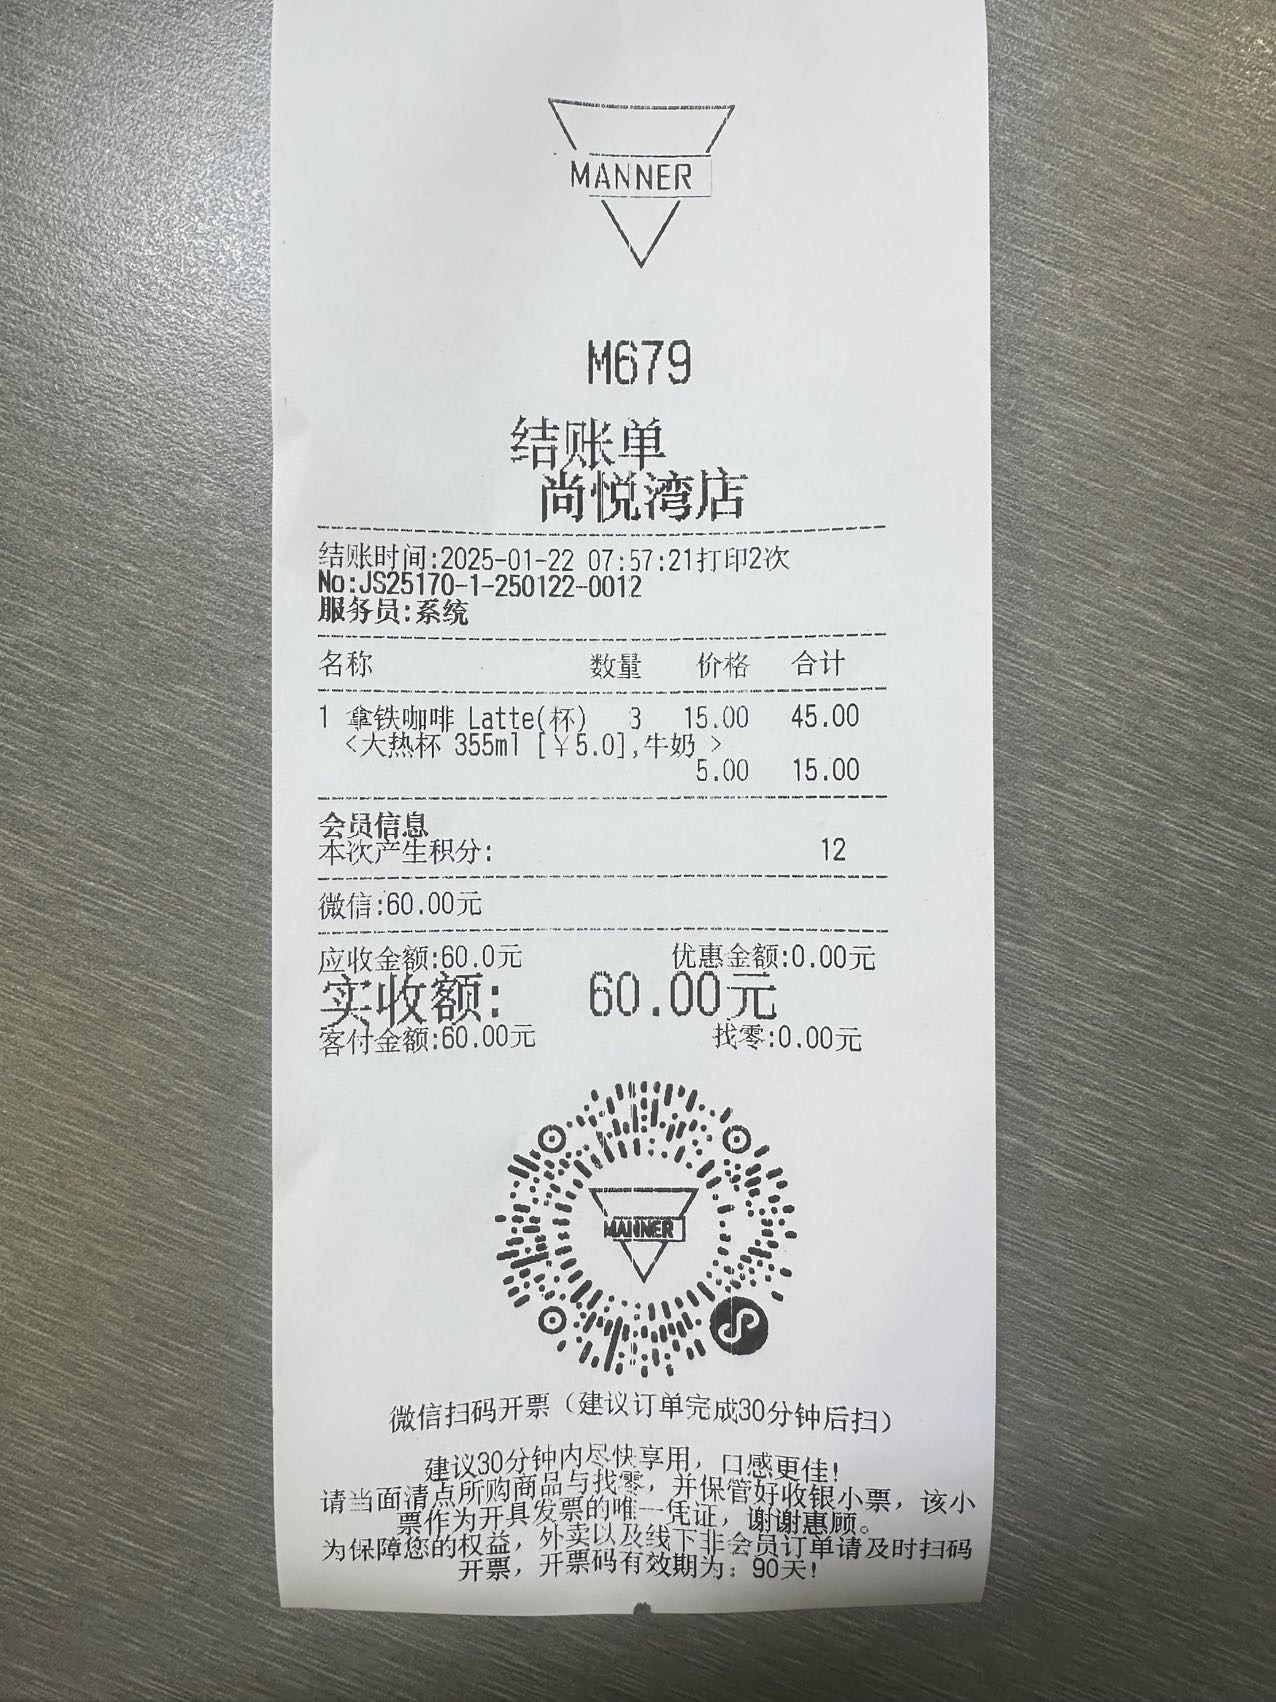 MANNER
M679
结账单
尚悦湾店
结账时间:2025-01-22 07:57:21打印2次
No:JS25170-1-250122-0012
服务员:系统
名称 数量 价格 合计
1 拿铁咖啡 Latte(杯) 3 15.00 45.00
<大热杯 355ml [￥5.0],牛奶 >
5.00 15.00
会员信息
本次产生积分: 12
微信:60.00元
应收金额:60.0元 优惠金额:0.00元
实收额: 60.00元
客付金额:60.00元 找零:0.00元
MANNER
微信扫码开票（建议订单完成30分钟后扫）
建议30分钟内尽快享用，口感更佳!
请当面清点所购商品与找零，并保管好收银小票，该小
票作为开具发票的唯一凭证，谢谢惠顾。
为保障您的权益，外卖以及线下非会员订单请及时扫码
开票，开票码有效期为：90天!